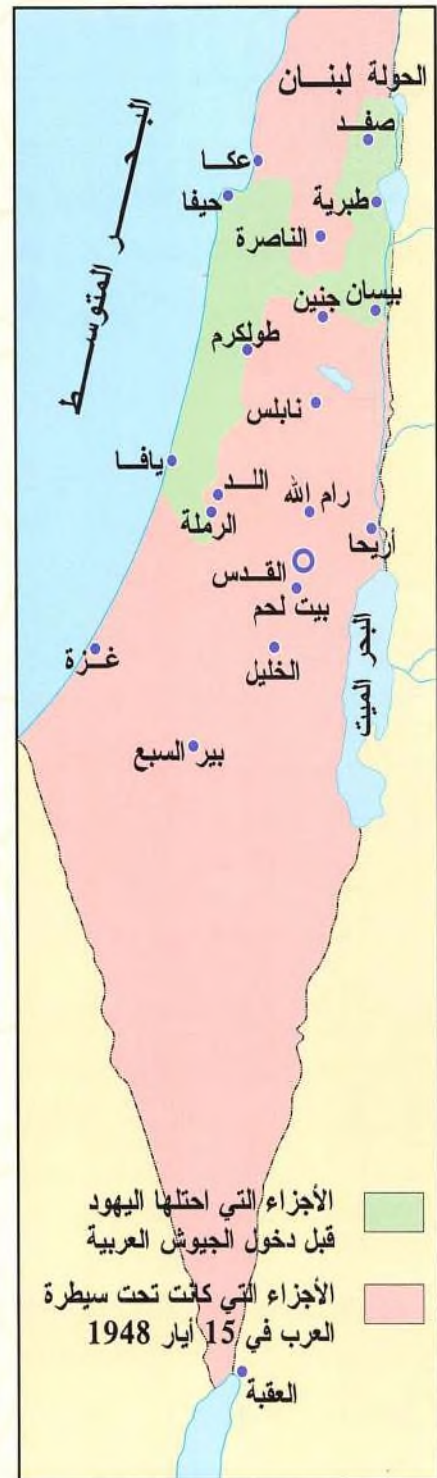 الحولة لبنان
صفد
البحر المتوسط
عكا
حيفا
طبرية
الناصرة
جنين
بيسان
طولكرم
نابلس
يافا
اللد
رام الله
الرملة
أريحا
القدس
بيت لحم
البحر الميت
غزة
الخليل
بير السبع
الأجزاء التي احتلها اليهود
قبل دخول الجيوش العربية
الأجزاء التي كانت تحت سيطرة
العرب في 15 أيار 1948
العقبة